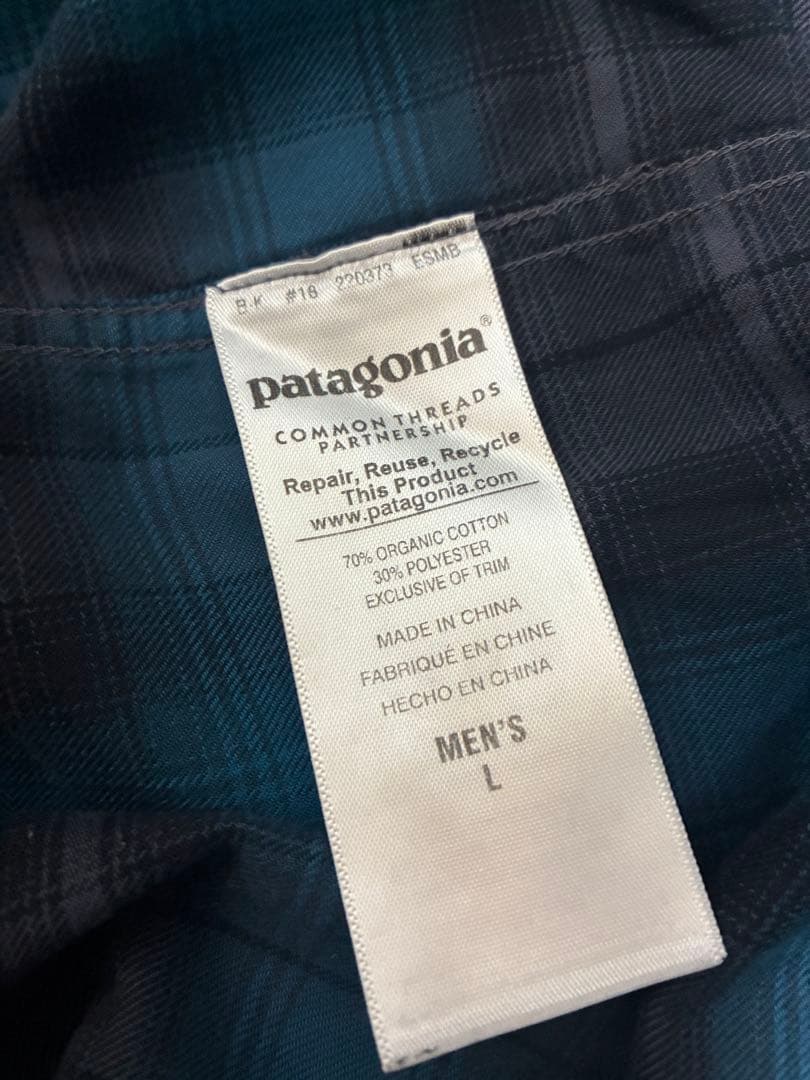 B.K #16 220373 ESMB
patagonia®
COMMON THREADS
PARTNERSHIP
Repair, Reuse, Recycle
This Product
www.patagonia.com
70% ORGANIC COTTON
30% POLYESTER
EXCLUSIVE OF TRIM
MADE IN CHINA
FABRIQUÉ EN CHINE
HECHO EN CHINA
MEN'S
L